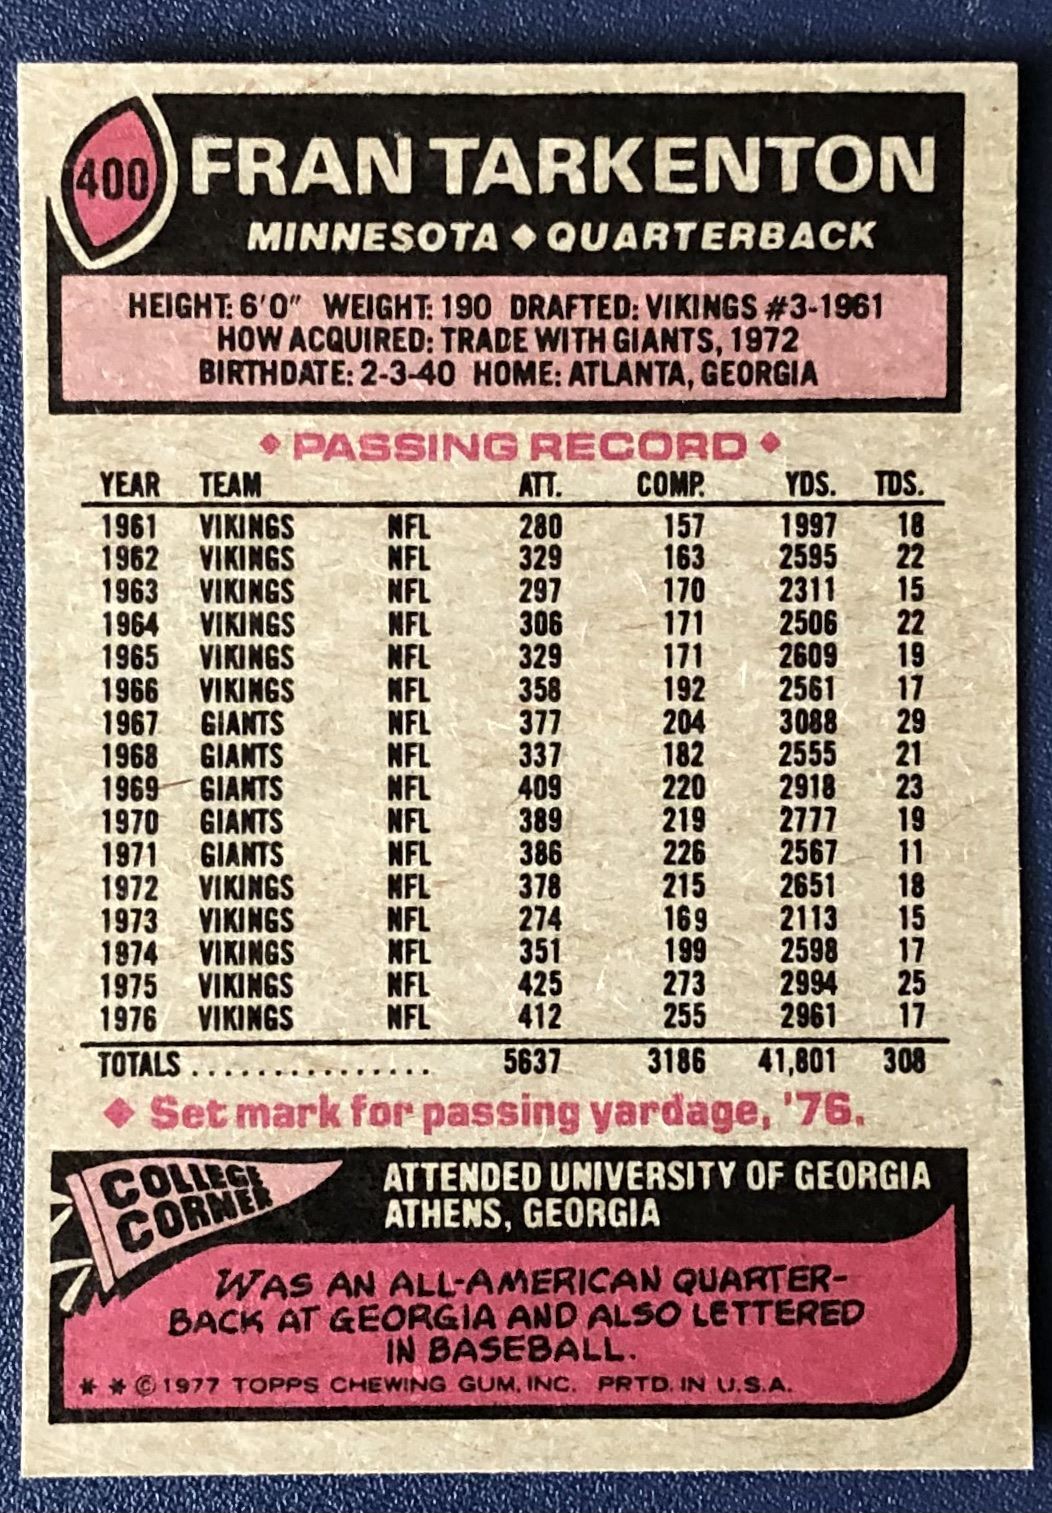 400
FRAN TARKENTON
MINNESOTA ◆ QUARTERBACK
HEIGHT: 6'0" WEIGHT: 190 DRAFTED: VIKINGS #3-1961
HOW ACQUIRED: TRADE WITH GIANTS, 1972
BIRTHDATE: 2-3-40 HOME: ATLANTA, GEORGIA
◆ PASSING RECORD ◆
YEAR TEAM ATT. COMP. YDS. TDS.
1961 VIKINGS NFL 280 157 1997 18
1962 VIKINGS NFL 329 163 2595 22
1963 VIKINGS NFL 297 170 2311 15
1964 VIKINGS NFL 306 171 2506 22
1965 VIKINGS NFL 329 171 2609 19
1966 VIKINGS NFL 358 192 2561 17
1967 GIANTS NFL 377 204 3088 29
1968 GIANTS NFL 337 182 2555 21
1969 GIANTS NFL 409 220 2918 23
1970 GIANTS NFL 389 219 2777 19
1971 GIANTS NFL 386 226 2567 11
1972 VIKINGS NFL 378 215 2651 18
1973 VIKINGS NFL 274 169 2113 15
1974 VIKINGS NFL 351 199 2598 17
1975 VIKINGS NFL 425 273 2994 25
1976 VIKINGS NFL 412 255 2961 17
TOTALS ............... 5637 3186 41,801 308
◆ Set mark for passing yardage, '76.
COLLEGE
CORNER
ATTENDED UNIVERSITY OF GEORGIA
ATHENS, GEORGIA
WAS AN ALL-AMERICAN QUARTER-
BACK AT GEORGIA AND ALSO LETTERED
IN BASEBALL.
* * © 1977 TOPPS CHEWING GUM, INC. PRTD. IN U.S.A.